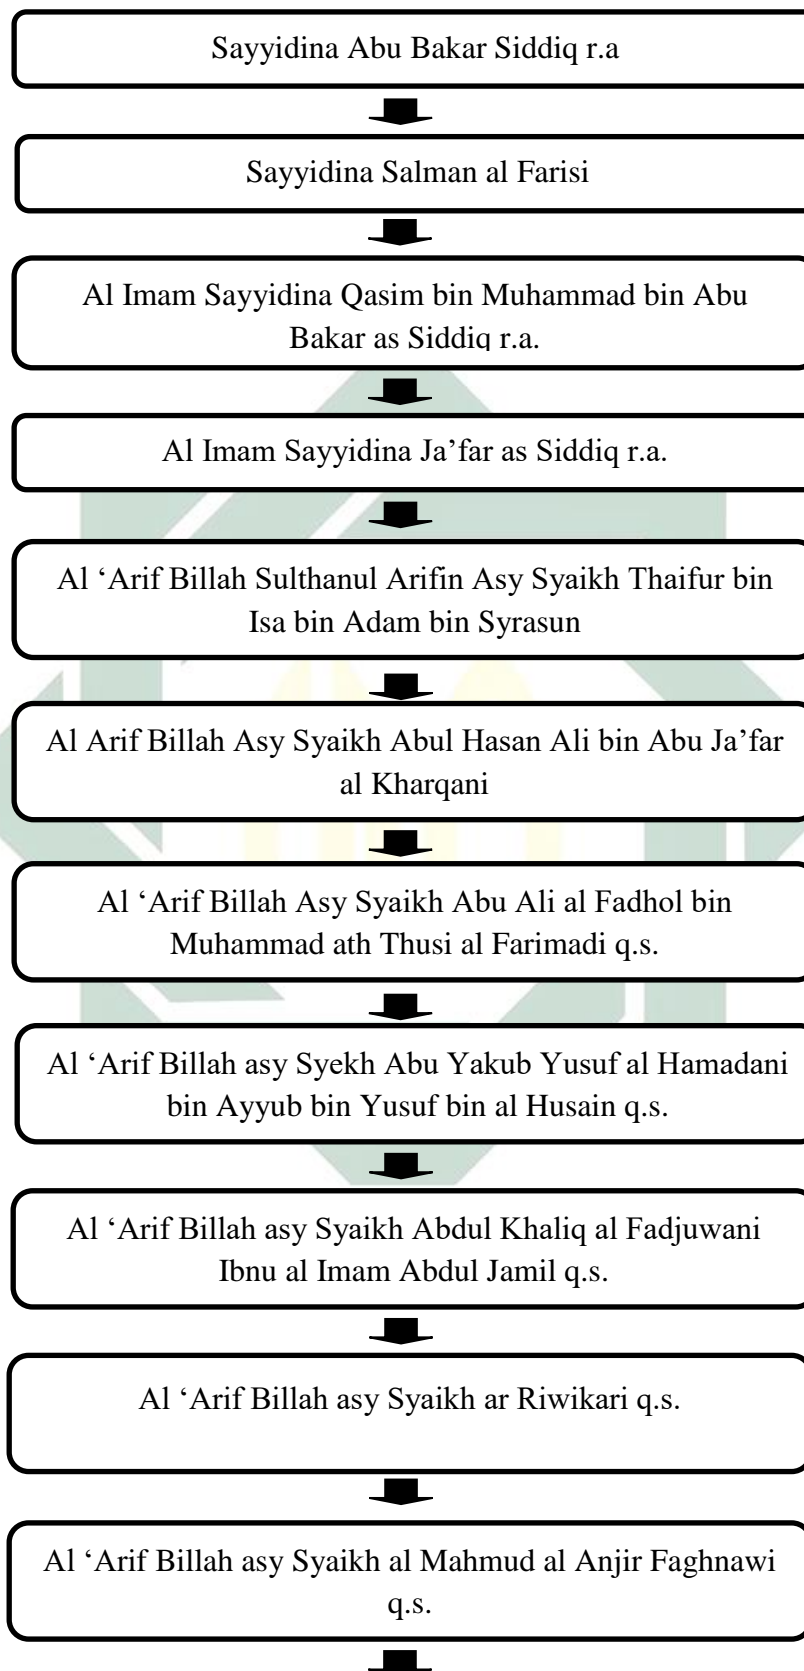 Sayyidina Abu Bakar Siddiq r.a
Sayyidina Salman al Farisi
Al Imam Sayyidina Qasim bin Muhammad bin Abu
Bakar as Siddiq r.a.
Al Imam Sayyidina Ja’far as Siddiq r.a.
Al ‘Arif Billah Sulthanul Arifin Asy Syaikh Thaifur bin
Isa bin Adam bin Syrasun
Al Arif Billah Asy Syaikh Abul Hasan Ali bin Abu Ja’far
al Kharqani
Al ‘Arif Billah Asy Syaikh Abu Ali al Fadhol bin
Muhammad ath Thusi al Farimadi q.s.
Al ‘Arif Billah asy Syekh Abu Yakub Yusuf al Hamadani
bin Ayyub bin Yusuf bin al Husain q.s.
Al ‘Arif Billah asy Syaikh Abdul Khaliq al Fadjuwani
Ibnu al Imam Abdul Jamil q.s.
Al ‘Arif Billah asy Syaikh ar Riwikari q.s.
Al ‘Arif Billah asy Syaikh al Mahmud al Anjir Faghnawi
q.s.